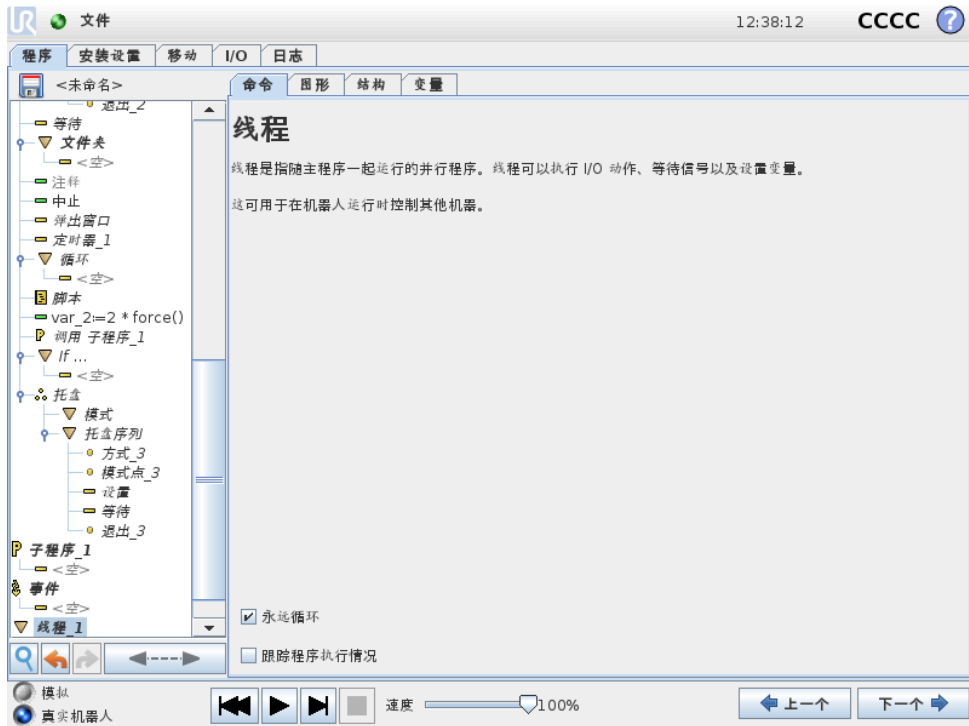 文件
12:38:12
CCCC
?
程序
安装设置
移动
I/O
日志
<未命名>
命令
图形
结构
变量
退出_2
等待
文件夹
<空>
注释
中止
弹出窗口
定时器_1
循环
<空>
脚本
var_2:=2 * force()
P 调用 子程序_1
If ...
<空>
托盘
模式
托盘序列
方式_3
模式点_3
设置
等待
退出_3
P 子程序_1
<空>
事件
<空>
线程_1
线程
线程是指随主程序一起运行的并行程序。线程可以执行 I/O 动作、等待信号以及设置变量。
这可用于在机器人运行时控制其他机器。
永远循环
跟踪程序执行情况
模拟
真实机器人
速度
100%
上一个
下一个